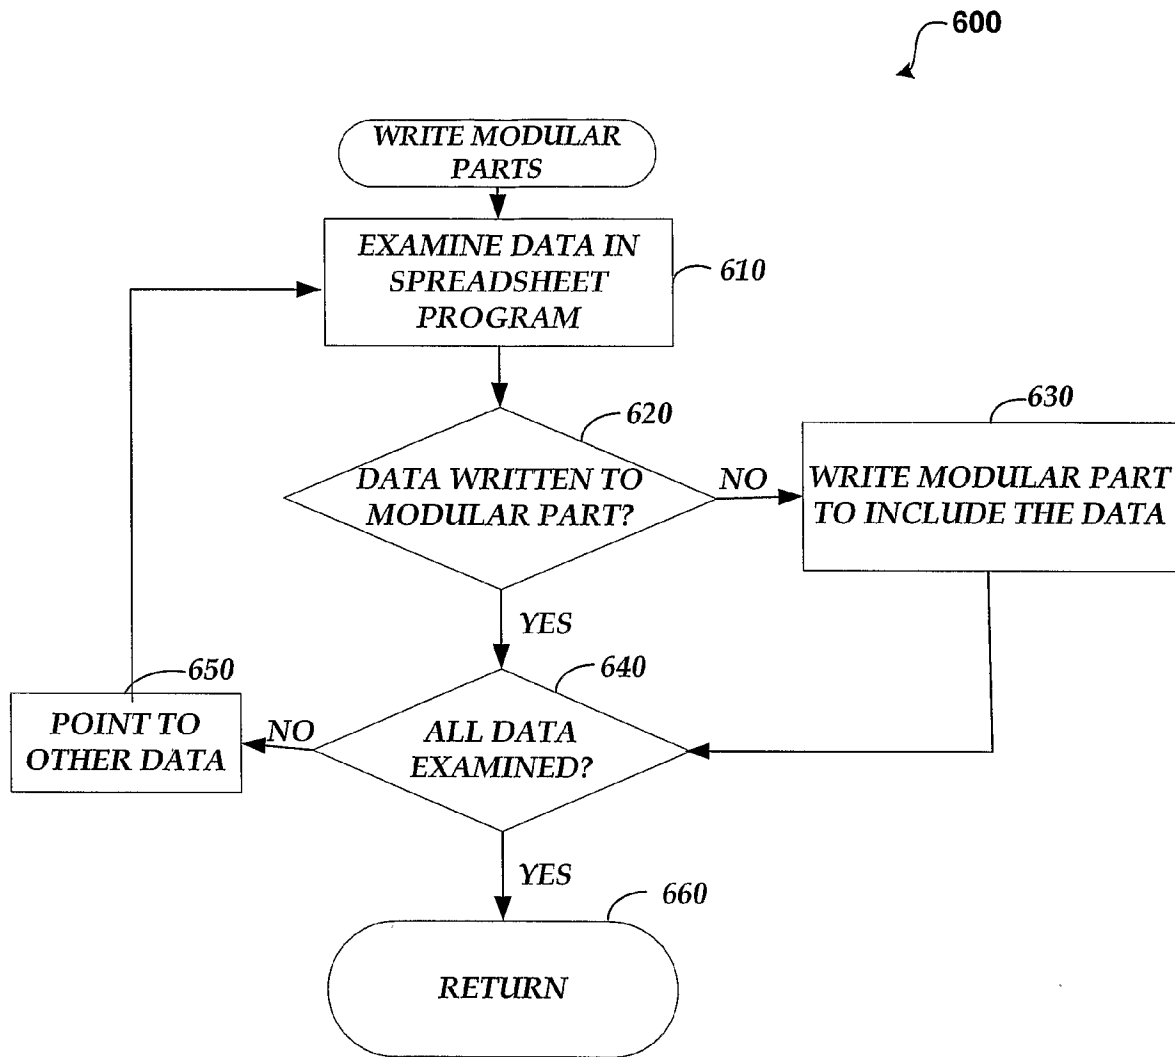 600
WRITE MODULAR
PARTS
EXAMINE DATA IN
SPREADSHEET
PROGRAM
610
620
DATA WRITTEN TO
MODULAR PART?
NO
630
WRITE MODULAR PART
TO INCLUDE THE DATA
YES
640
ALL DATA
EXAMINED?
NO
650
POINT TO
OTHER DATA
YES
660
RETURN